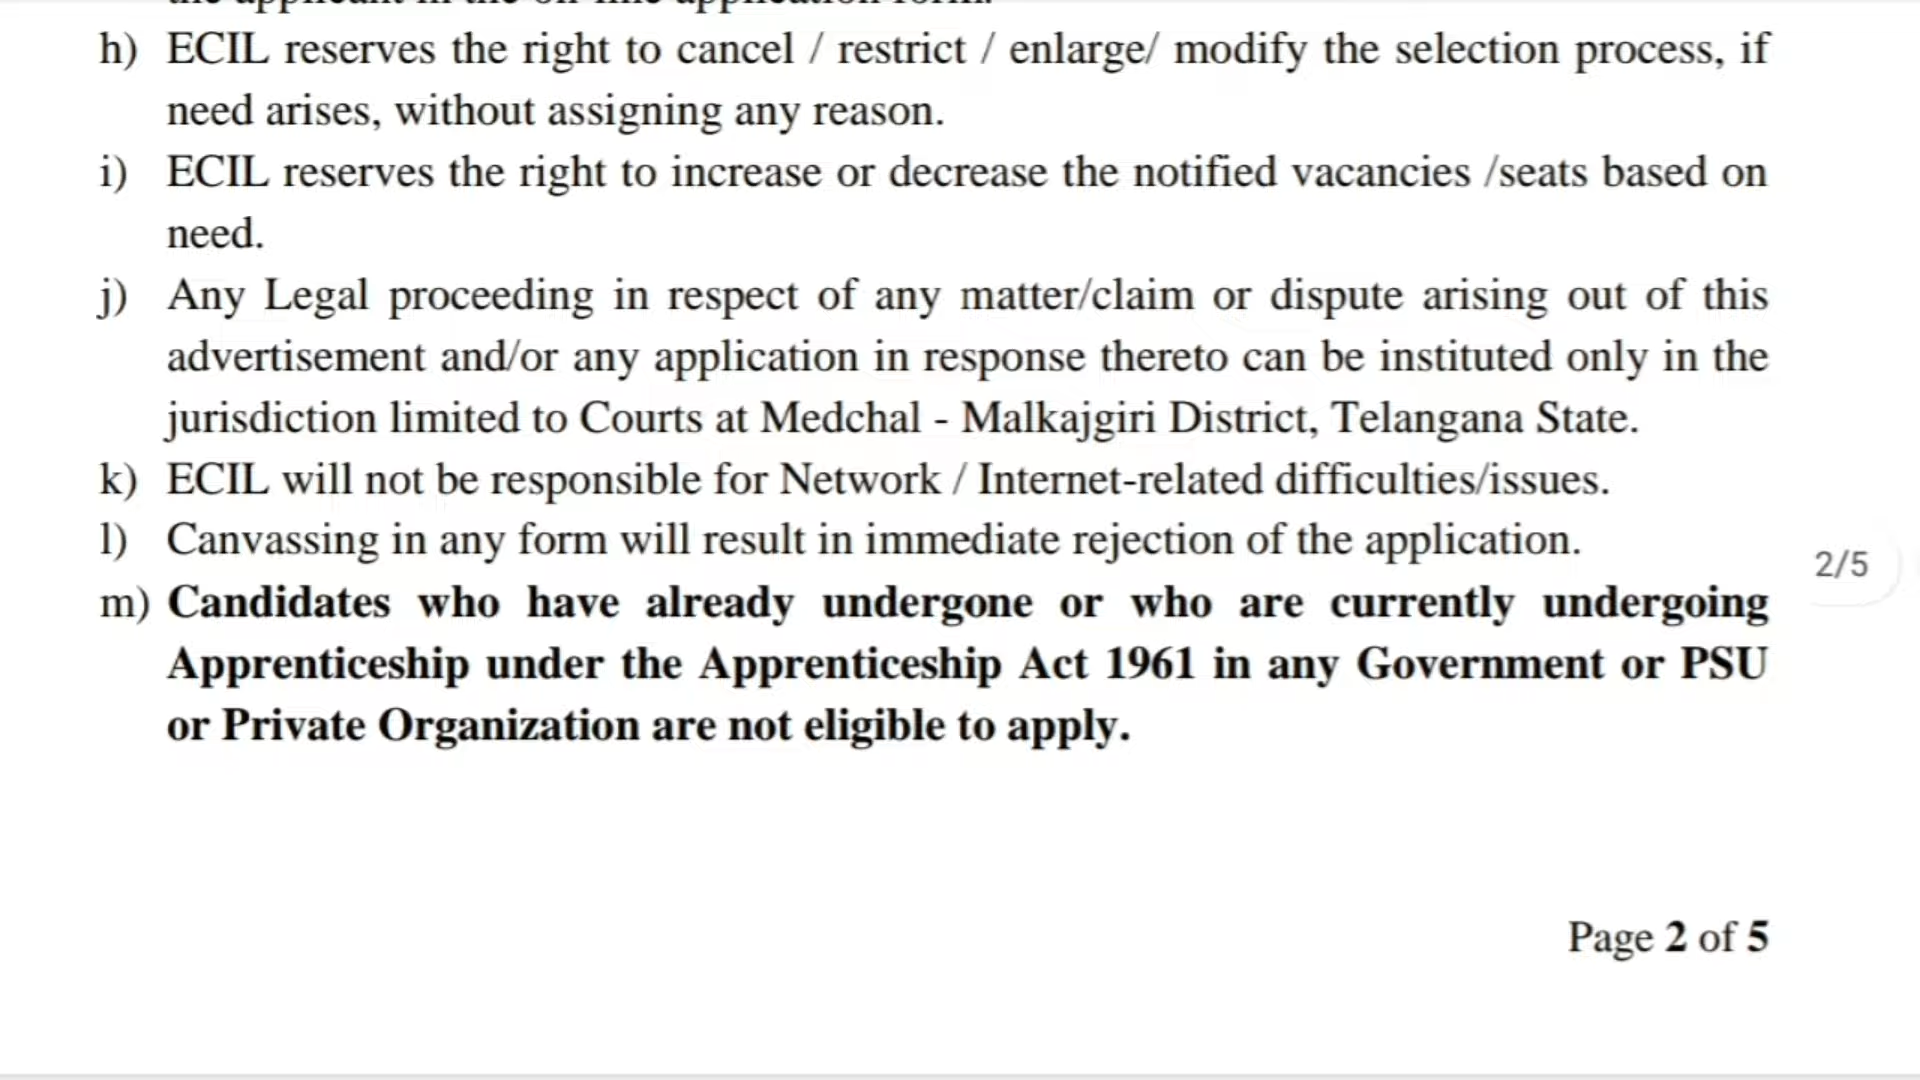 h) ECIL reserves the right to cancel / restrict / enlarge/ modify the selection process, if
need arises, without assigning any reason.
i) ECIL reserves the right to increase or decrease the notified vacancies /seats based on
need.
j) Any Legal proceeding in respect of any matter/claim or dispute arising out of this
advertisement and/or any application in response thereto can be instituted only in the
jurisdiction limited to Courts at Medchal - Malkajgiri District, Telangana State.
k) ECIL will not be responsible for Network / Internet-related difficulties/issues.
l) Canvassing in any form will result in immediate rejection of the application.
2/5
m) Candidates who have already undergone or who are currently undergoing
Apprenticeship under the Apprenticeship Act 1961 in any Government or PSU
or Private Organization are not eligible to apply.
Page 2 of 5